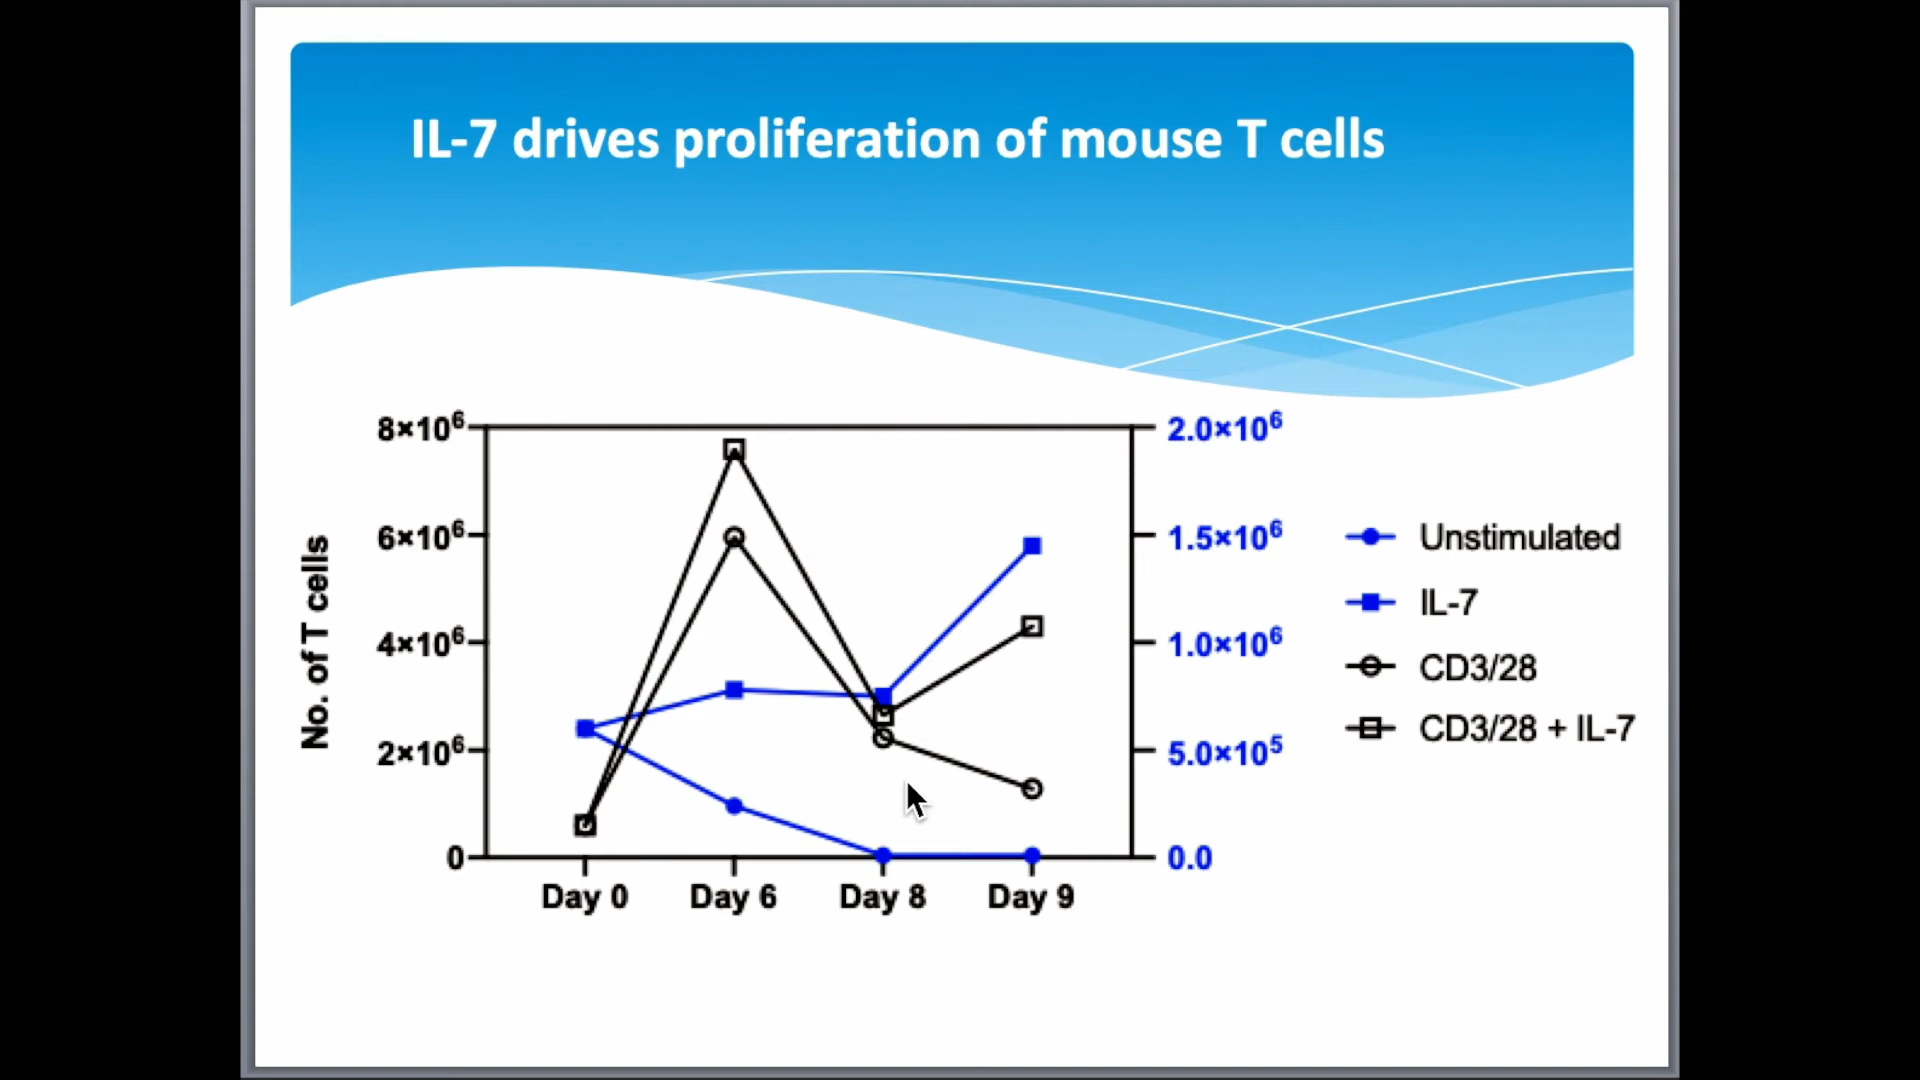 IL-7 drives proliferation of mouse T cells
No. of T cells
8×10⁶
6×10⁶
4×10⁶
2×10⁶
0
2.0×10⁶
1.5×10⁶
1.0×10⁶
5.0×10⁵
0.0
Day 0 Day 6 Day 8 Day 9
Unstimulated
IL-7
CD3/28
CD3/28 + IL-7